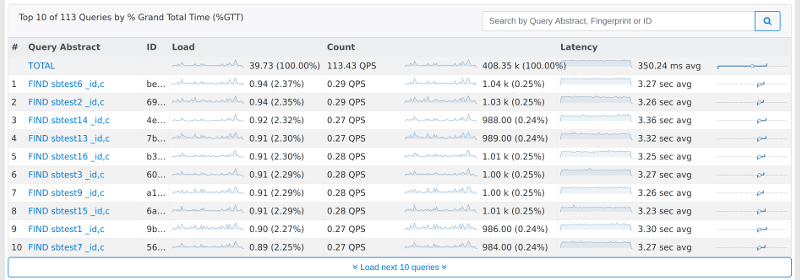 Top 10 of 113 Queries by % Grand Total Time (%GTT)
Search by Query Abstract, Fingerprint or ID
# Query Abstract ID Load Count Latency
TOTAL 39.73 (100.00%) 113.43 QPS 408.35 k (100.00%) 350.24 ms avg
1 FIND sbtest6 _id,c be... 0.94 (2.37%) 0.29 QPS 1.04 k (0.25%) 3.27 sec avg
2 FIND sbtest2 _id,c 69... 0.94 (2.35%) 0.29 QPS 1.03 k (0.25%) 3.26 sec avg
3 FIND sbtest14 _id,c 4e... 0.92 (2.32%) 0.27 QPS 988.00 (0.24%) 3.36 sec avg
4 FIND sbtest13 _id,c 7b... 0.91 (2.30%) 0.27 QPS 989.00 (0.24%) 3.32 sec avg
5 FIND sbtest16 _id,c b3... 0.91 (2.30%) 0.28 QPS 1.01 k (0.25%) 3.25 sec avg
6 FIND sbtest3 _id,c 60... 0.91 (2.29%) 0.28 QPS 1.00 k (0.25%) 3.27 sec avg
7 FIND sbtest9 _id,c a1... 0.91 (2.29%) 0.28 QPS 1.00 k (0.25%) 3.26 sec avg
8 FIND sbtest15 _id,c 6a... 0.91 (2.29%) 0.28 QPS 1.01 k (0.25%) 3.23 sec avg
9 FIND sbtest1 _id,c 9b... 0.90 (2.27%) 0.27 QPS 986.00 (0.24%) 3.30 sec avg
10 FIND sbtest7 _id,c 56... 0.89 (2.25%) 0.27 QPS 984.00 (0.24%) 3.27 sec avg
Load next 10 queries